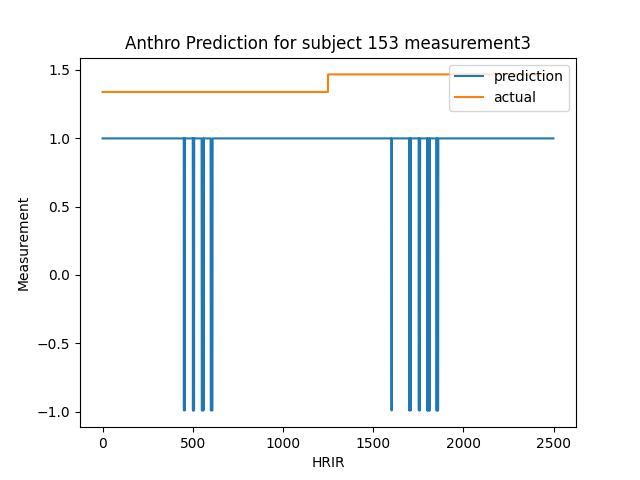 Anthro Prediction for subject 153 measurement3
prediction
actual
1.5
1.0
0.5
0.0
−0.5
−1.0
Measurement
0
500
1000
1500
2000
2500
HRIR